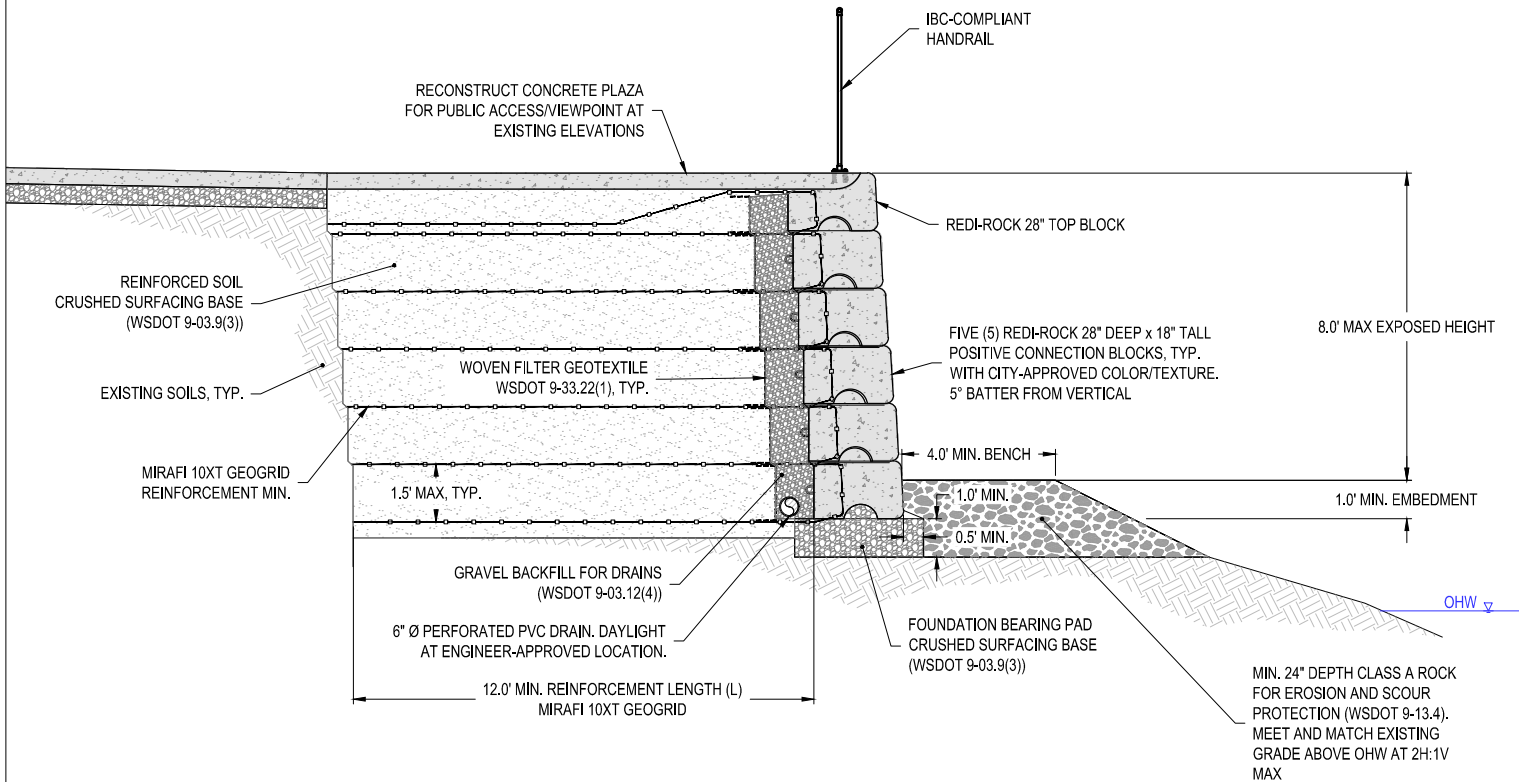 IBC-COMPLIANT
HANDRAIL
RECONSTRUCT CONCRETE PLAZA
FOR PUBLIC ACCESS/VIEWPOINT AT
EXISTING ELEVATIONS
REDI-ROCK 28" TOP BLOCK
REINFORCED SOIL
CRUSHED SURFACING BASE
(WSDOT 9-03.9(3))
8.0' MAX EXPOSED HEIGHT
FIVE (5) REDI-ROCK 28" DEEP x 18" TALL
POSITIVE CONNECTION BLOCKS, TYP.
WITH CITY-APPROVED COLOR/TEXTURE.
5° BATTER FROM VERTICAL
WOVEN FILTER GEOTEXTILE
WSDOT 9-33.22(1), TYP.
EXISTING SOILS, TYP.
4.0' MIN. BENCH
MIRAFI 10XT GEOGRID
REINFORCEMENT MIN.
1.5' MAX, TYP.
1.0' MIN.
1.0' MIN. EMBEDMENT
0.5' MIN.
GRAVEL BACKFILL FOR DRAINS
(WSDOT 9-03.12(4))
OHW
6" Ø PERFORATED PVC DRAIN. DAYLIGHT
AT ENGINEER-APPROVED LOCATION.
FOUNDATION BEARING PAD
CRUSHED SURFACING BASE
(WSDOT 9-03.9(3))
12.0' MIN. REINFORCEMENT LENGTH (L)
MIRAFI 10XT GEOGRID
MIN. 24" DEPTH CLASS A ROCK
FOR EROSION AND SCOUR
PROTECTION (WSDOT 9-13.4).
MEET AND MATCH EXISTING
GRADE ABOVE OHW AT 2H:1V
MAX